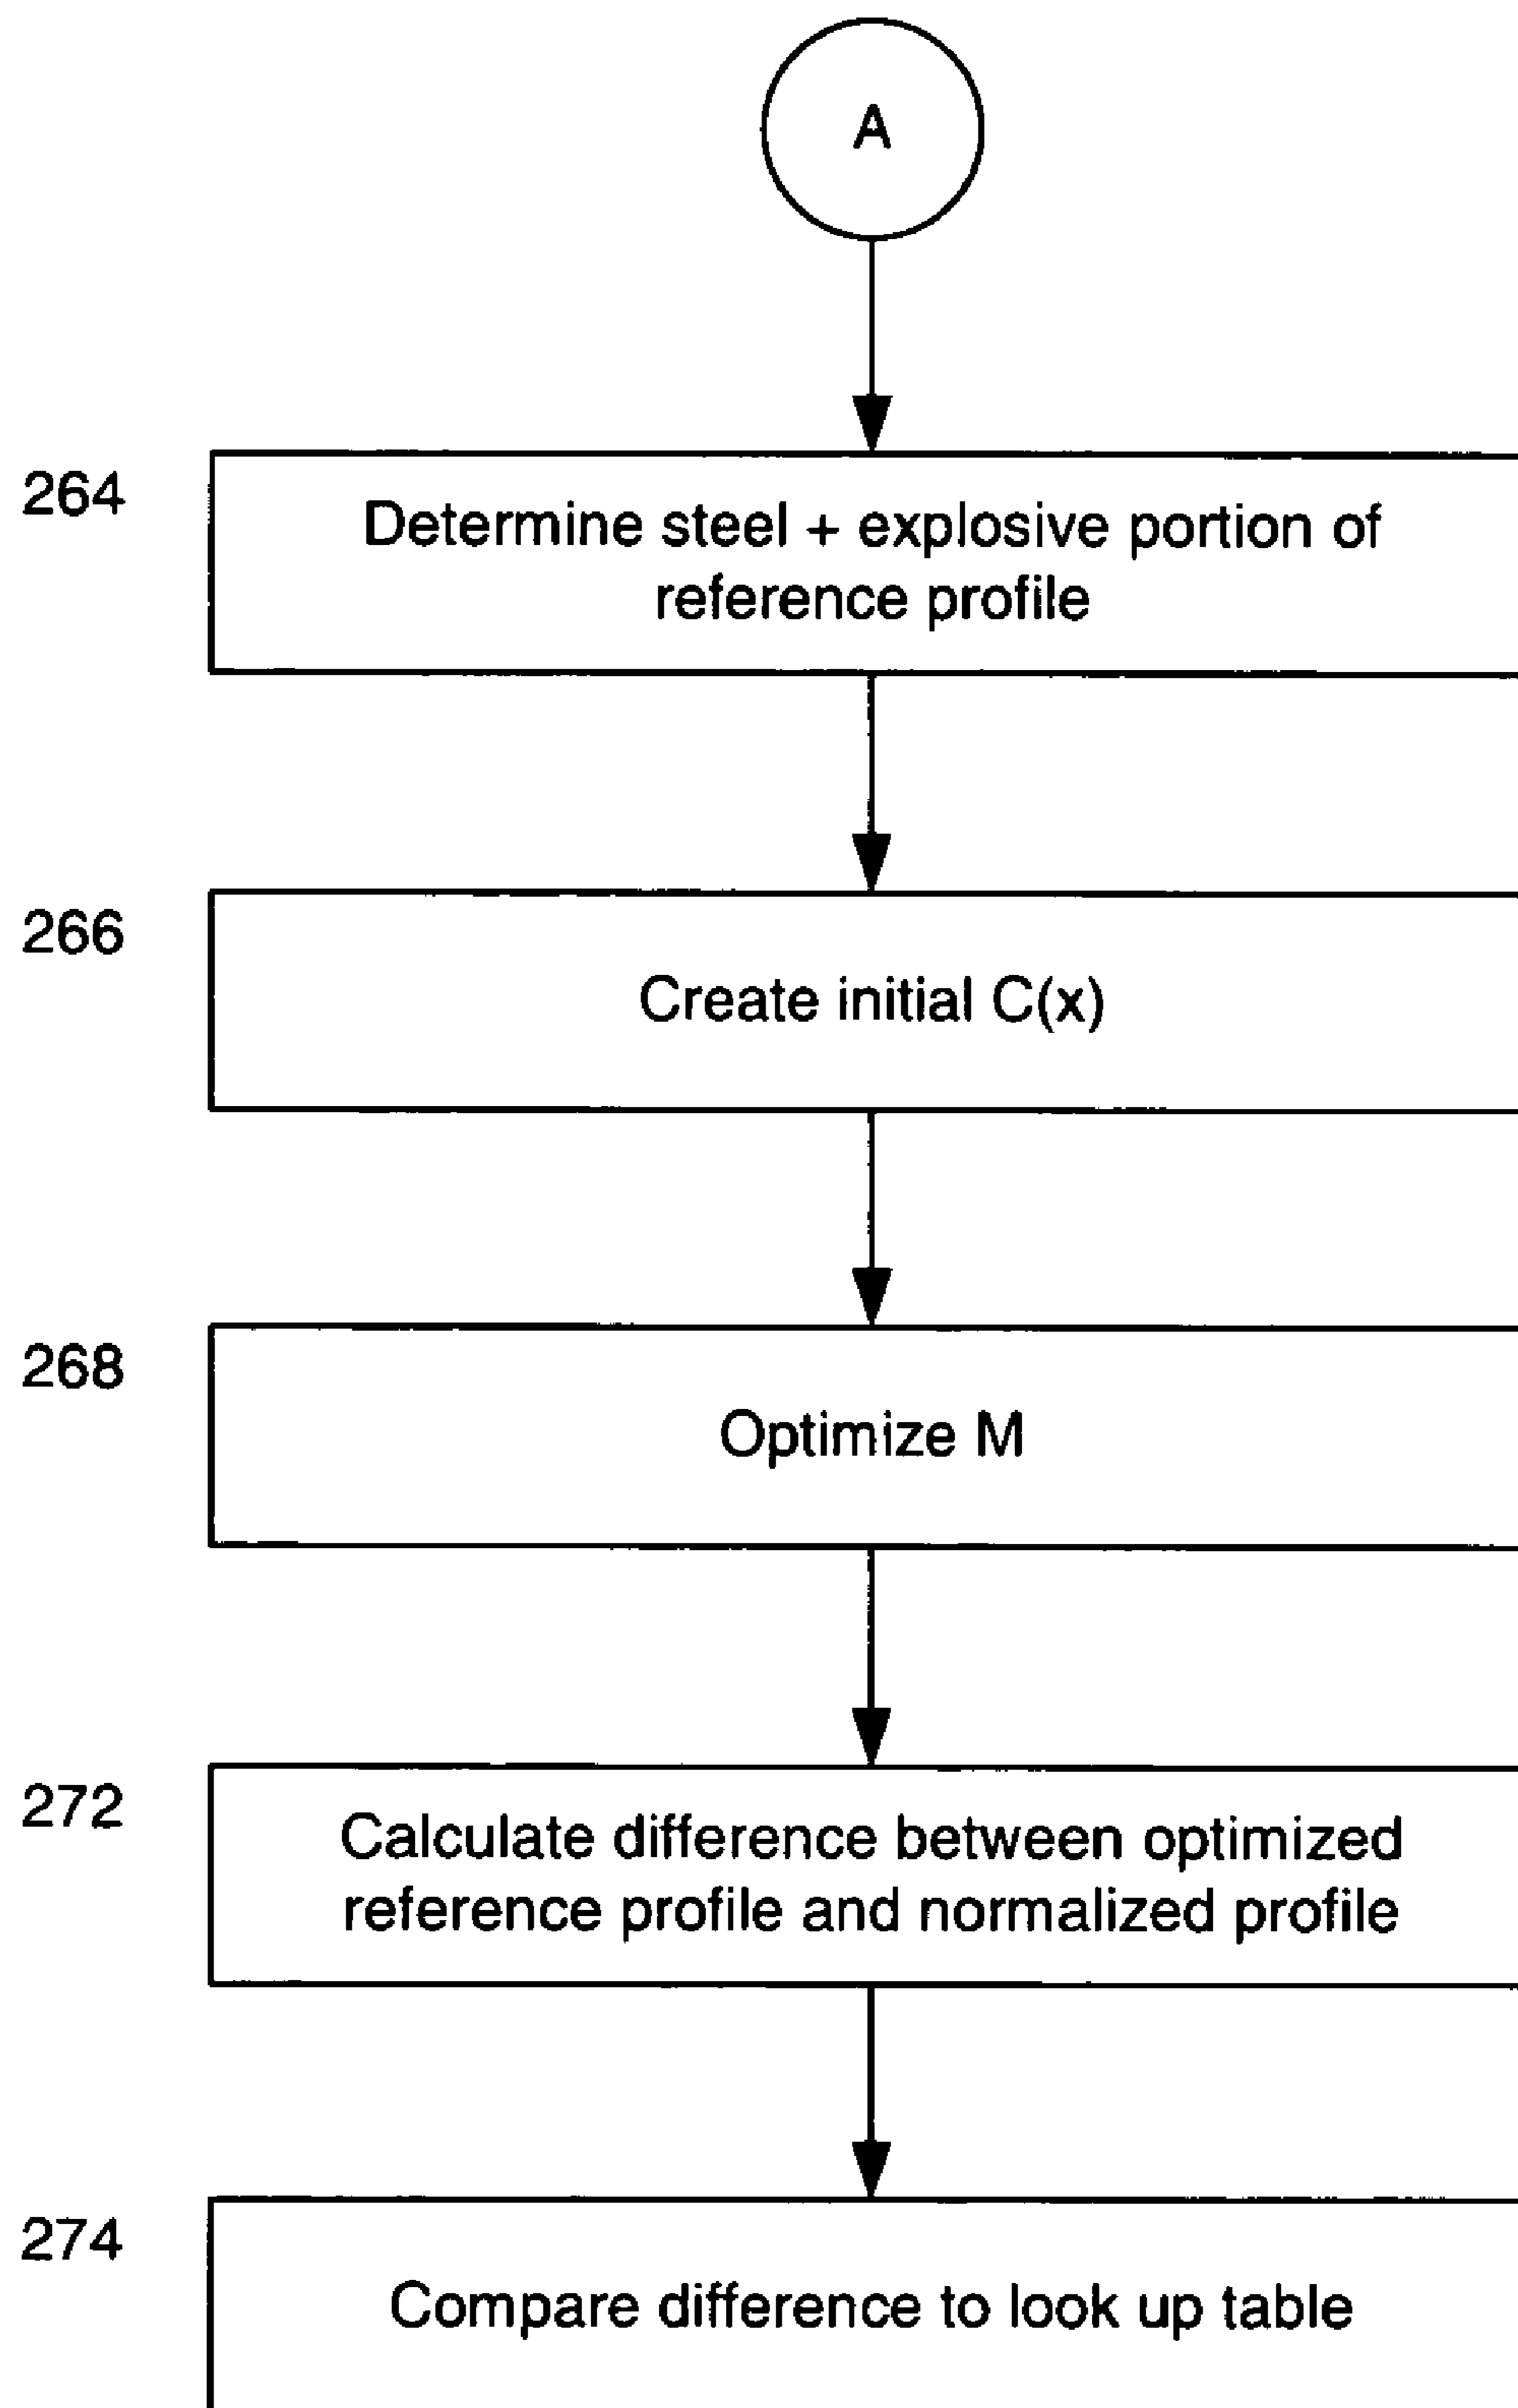 A
264
Determine steel + explosive portion of
reference profile
266
Create initial C(x)
268
Optimize M
272
Calculate difference between optimized
reference profile and normalized profile
274
Compare difference to look up table